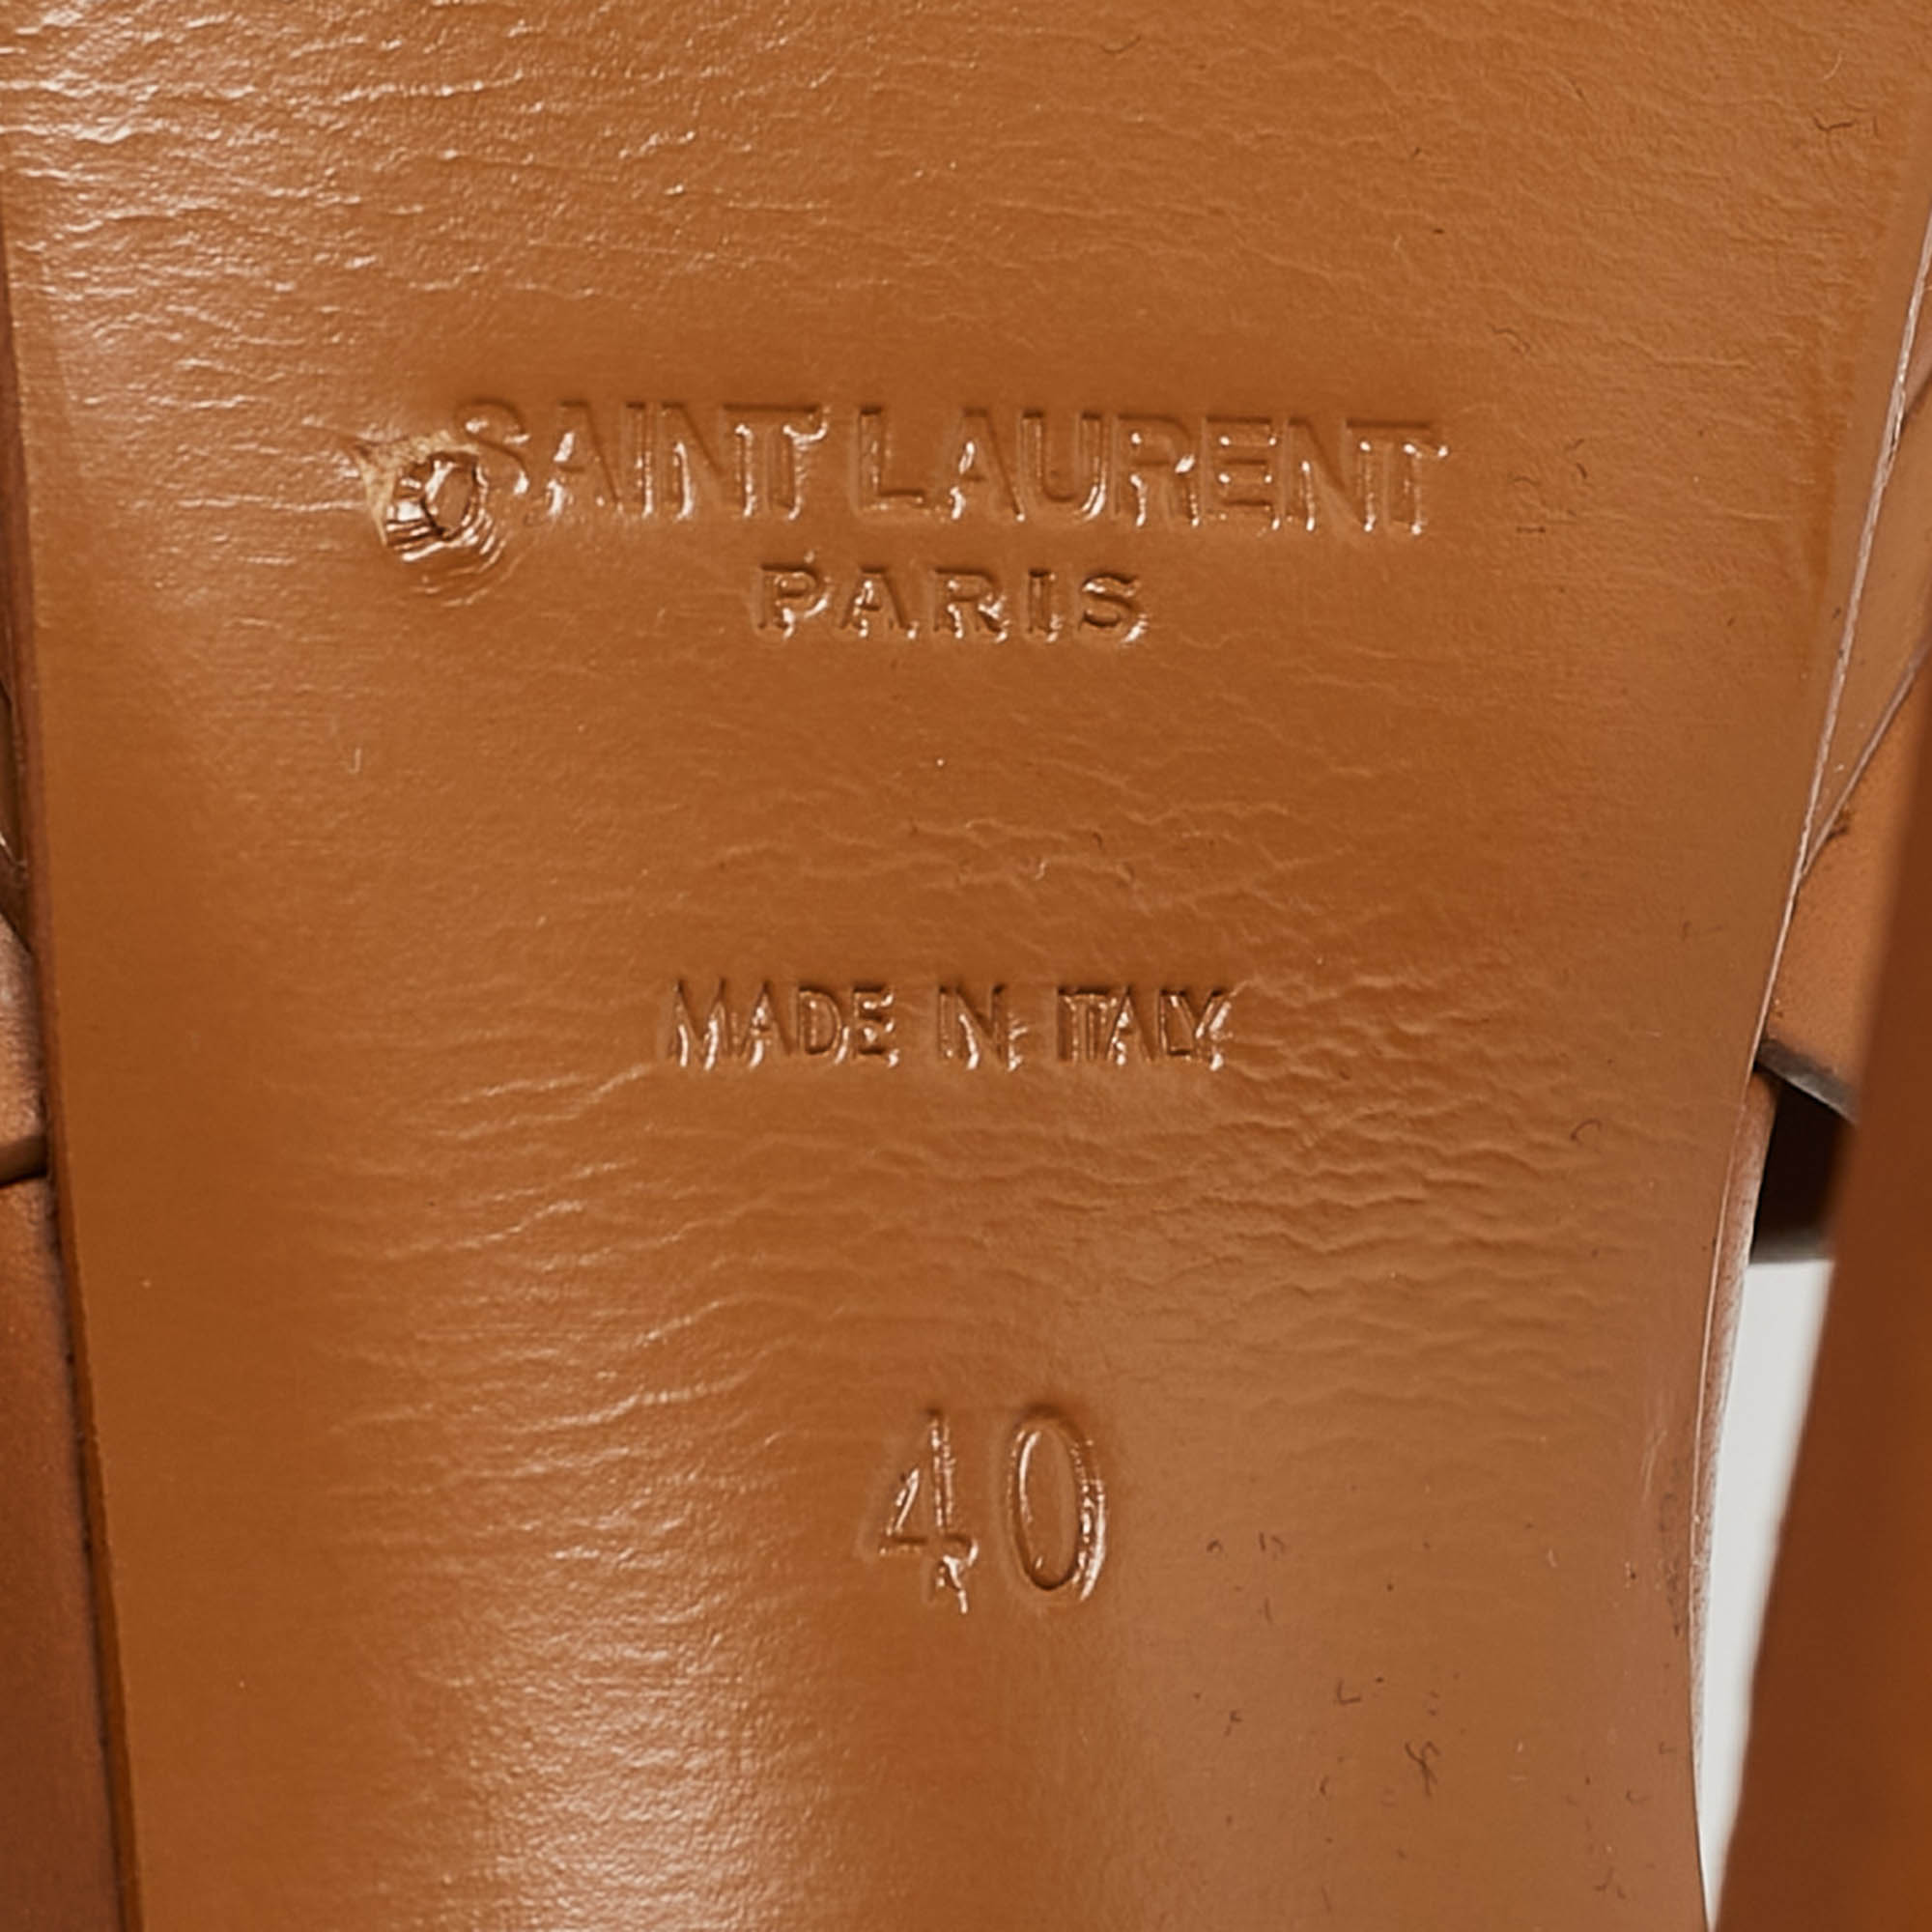 SAINT LAURENT
PARIS
MADE IN ITALY
40